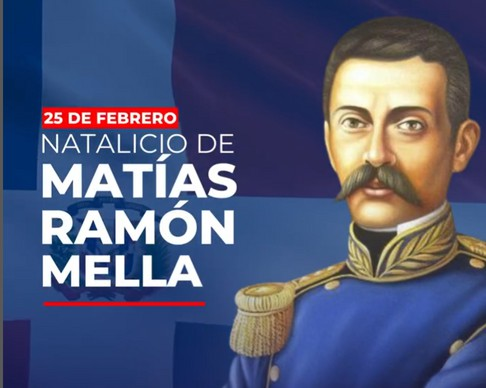 25 DE FEBRERO
NATALICIO DE
MATÍAS
RAMÓN
MELLA